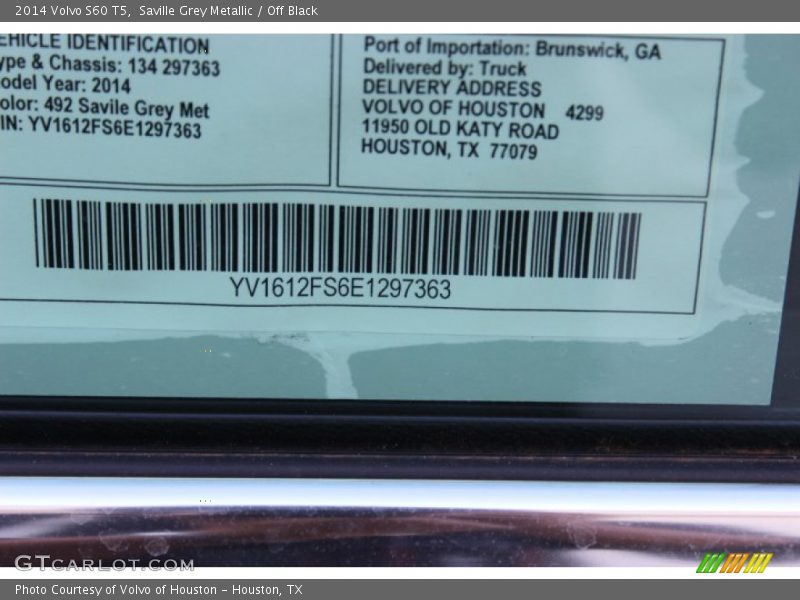 2014 Volvo S60 T5, Saville Grey Metallic / Off Black
EHICLE IDENTIFICATION
ype & Chassis: 134 297363
odel Year: 2014
olor: 492 Savile Grey Met
IN: YV1612FS6E1297363
Port of Importation: Brunswick, GA
Delivered by: Truck
DELIVERY ADDRESS
VOLVO OF HOUSTON 4299
11950 OLD KATY ROAD
HOUSTON, TX 77079
YV1612FS6E1297363
GTCARLOT.COM
Photo Courtesy of Volvo of Houston - Houston, TX